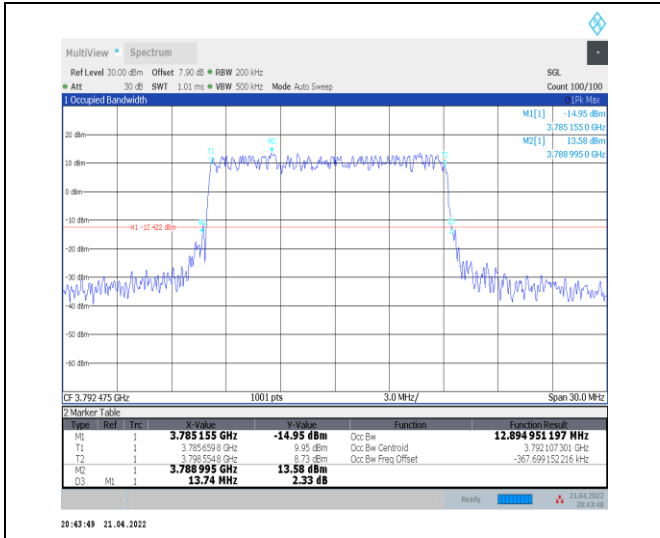 MultiView Spectrum
Ref Level 30.00 dBm Offset 7.90 dB RBW 200 kHz SGL
Att 30 dB SWT 1.01 ms VBW 500 kHz Mode Auto Sweep Count 100/100
1 Occupied Bandwidth 1Pk Max
M1[1] -14.95 dBm
3.785 155 0 GHz
M2[1] 13.58 dBm
3.788 995 0 GHz
20 dBm
M2
T1
T2
10 dBm
0 dBm
-10 dBm
H1 -12.422 dBm
-20 dBm
-30 dBm
-40 dBm
-50 dBm
-60 dBm
CF 3.792 475 GHz 1001 pts 3.0 MHz/ Span 30.0 MHz
2 Marker Table
Type Ref Trc X-Value Y-Value Function Function Result
M1 1 3.785 155 GHz -14.95 dBm Occ Bw 12.894 951 197 MHz
T1 1 3.785 659 8 GHz 9.95 dBm Occ Bw Centroid 3.792 107 301 GHz
T2 1 3.798 554 8 GHz 8.73 dBm Occ Bw Freq Offset -367.699 152 216 kHz
M2 1 3.788 995 GHz 13.58 dBm
D3 M1 1 13.74 MHz 2.33 dB
Ready 21.04.2022
20:43:48
20:43:49 21.04.2022